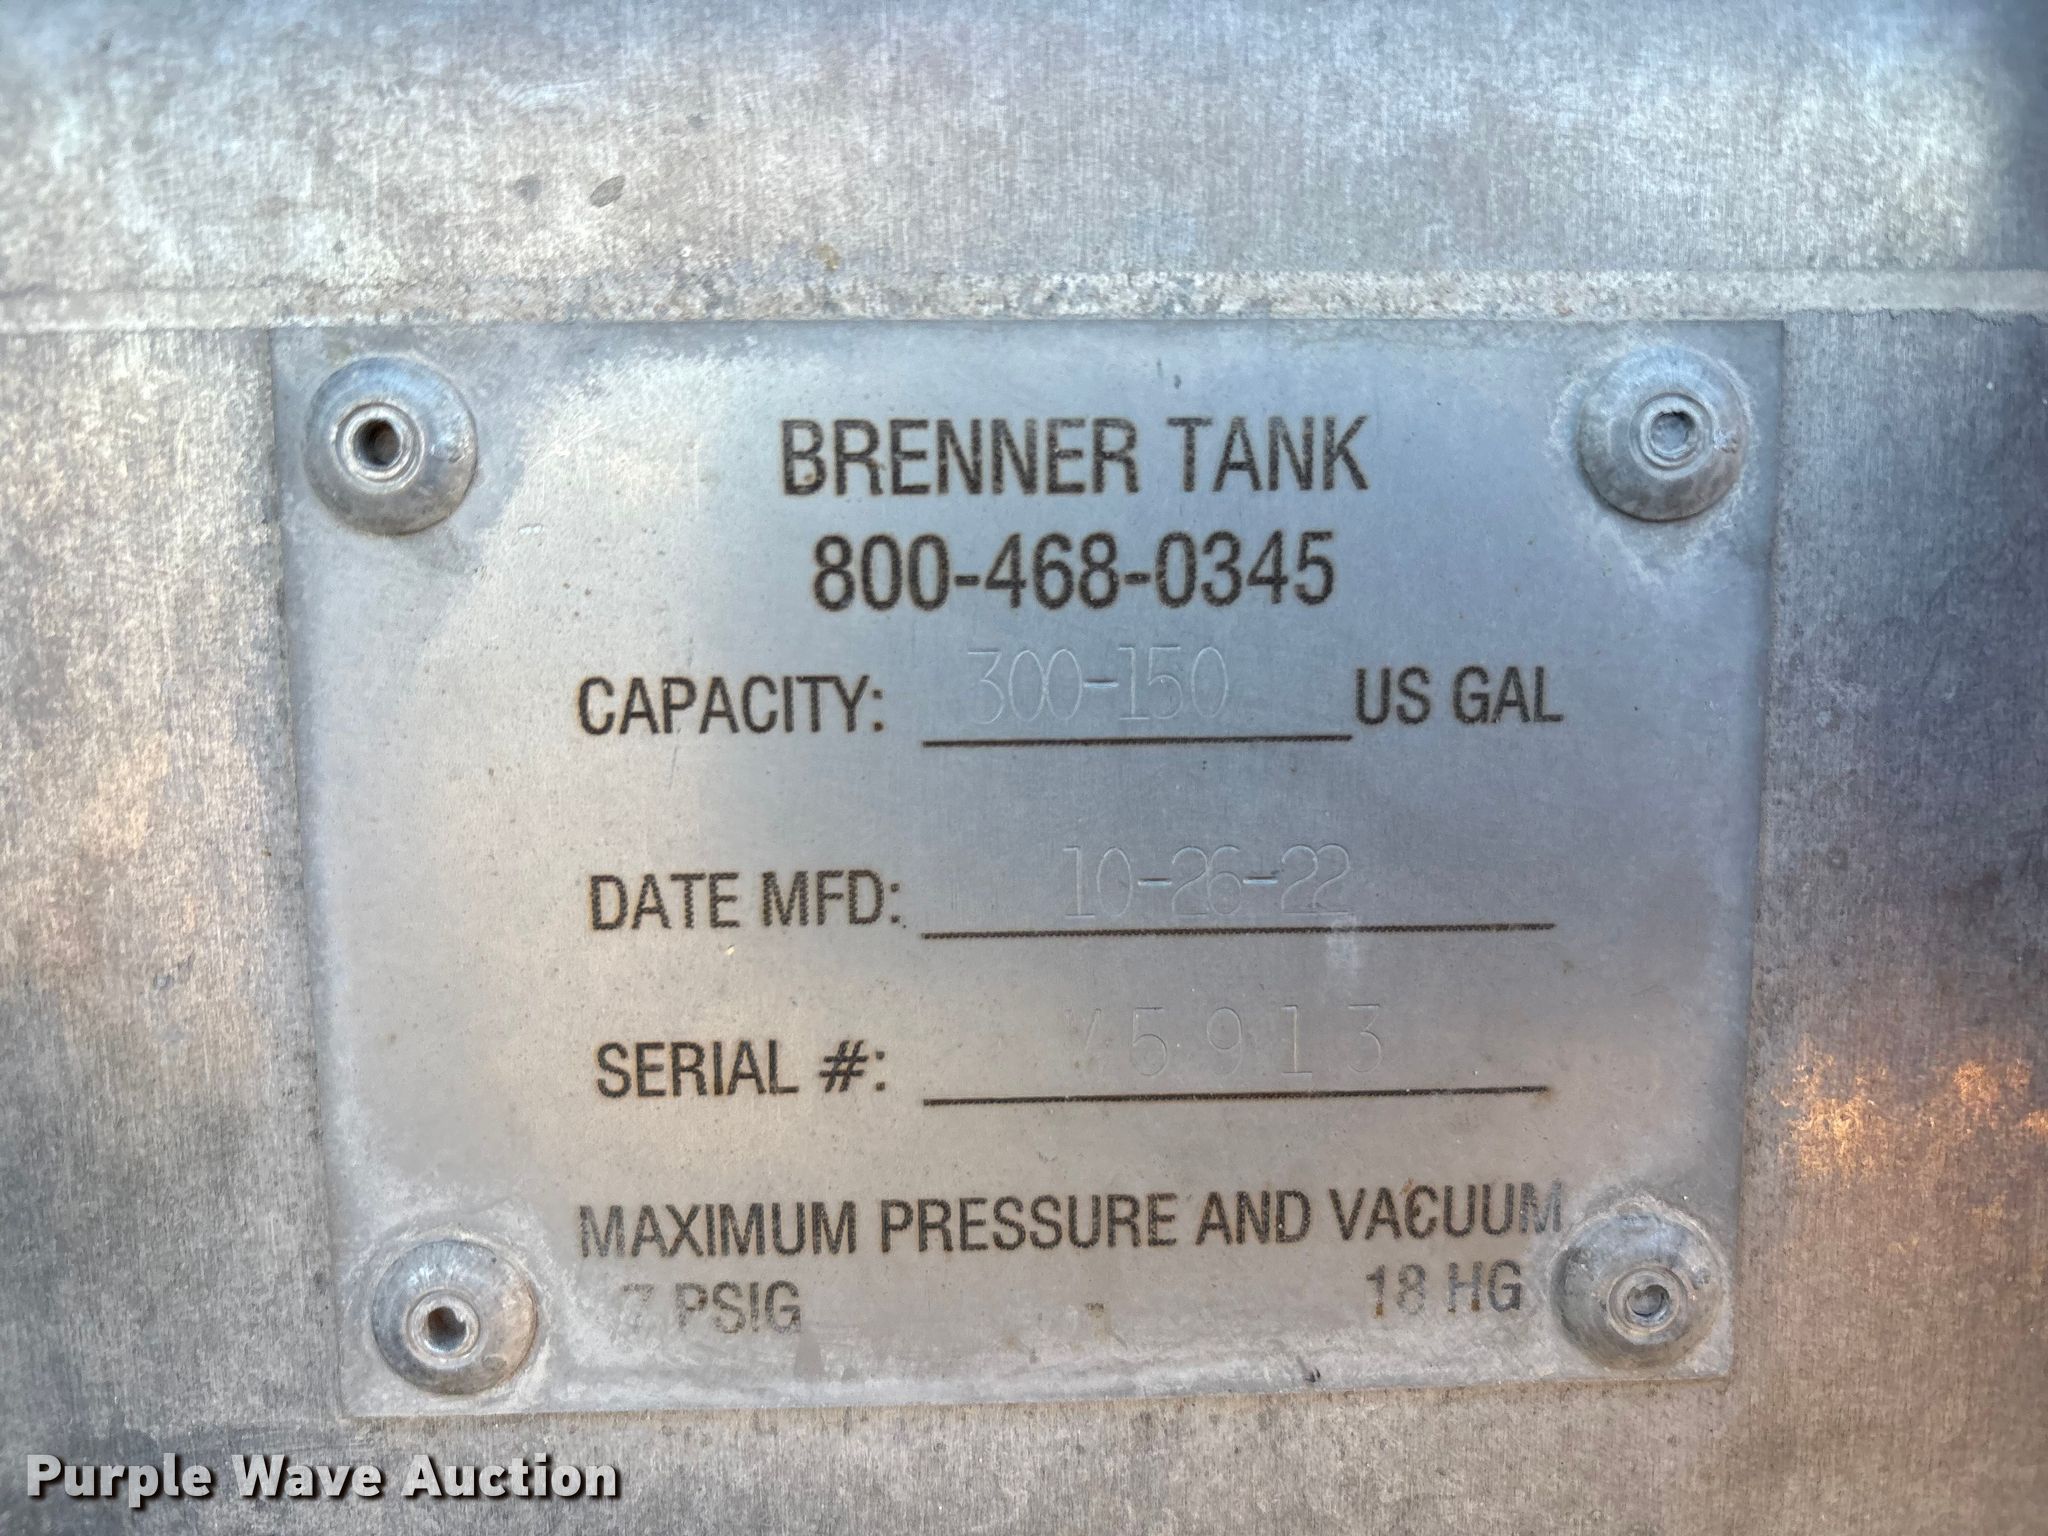 BRENNER TANK
800-468-0345
CAPACITY: 300-150 US GAL
DATE MFD: 10-26-22
SERIAL #:
MAXIMUM PRESSURE AND VACUUM
7 PSIG 18 HG
Purple Wave Auction